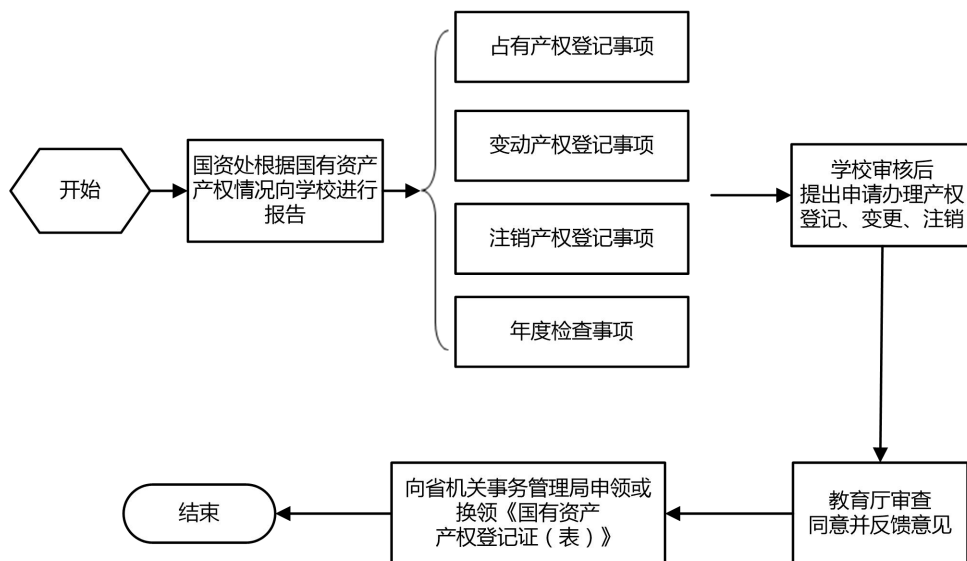 开始
国资处根据国有资产
产权情况向学校进行
报告
占有产权登记事项
变动产权登记事项
注销产权登记事项
年度检查事项
学校审核后
提出申请办理产权
登记、变更、注销
教育厅审查
同意并反馈意见
向省机关事务管理局申领或
换领《国有资产
产权登记证（表）》
结束